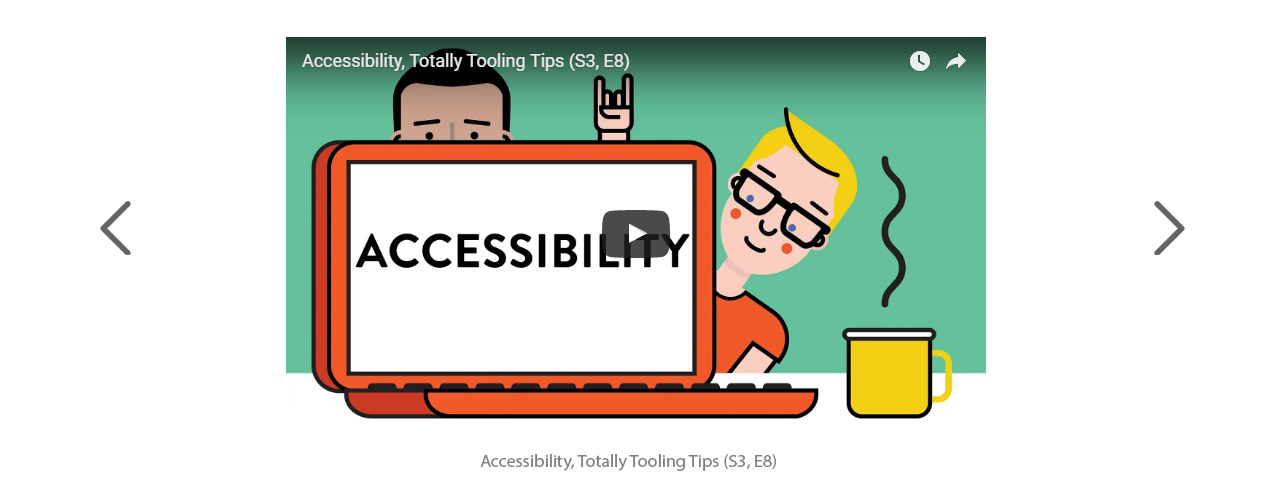 Accessibility, Totally Tooling Tips (S3, E8)
ACCESSIBILITY
Accessibility, Totally Tooling Tips (S3, E8)